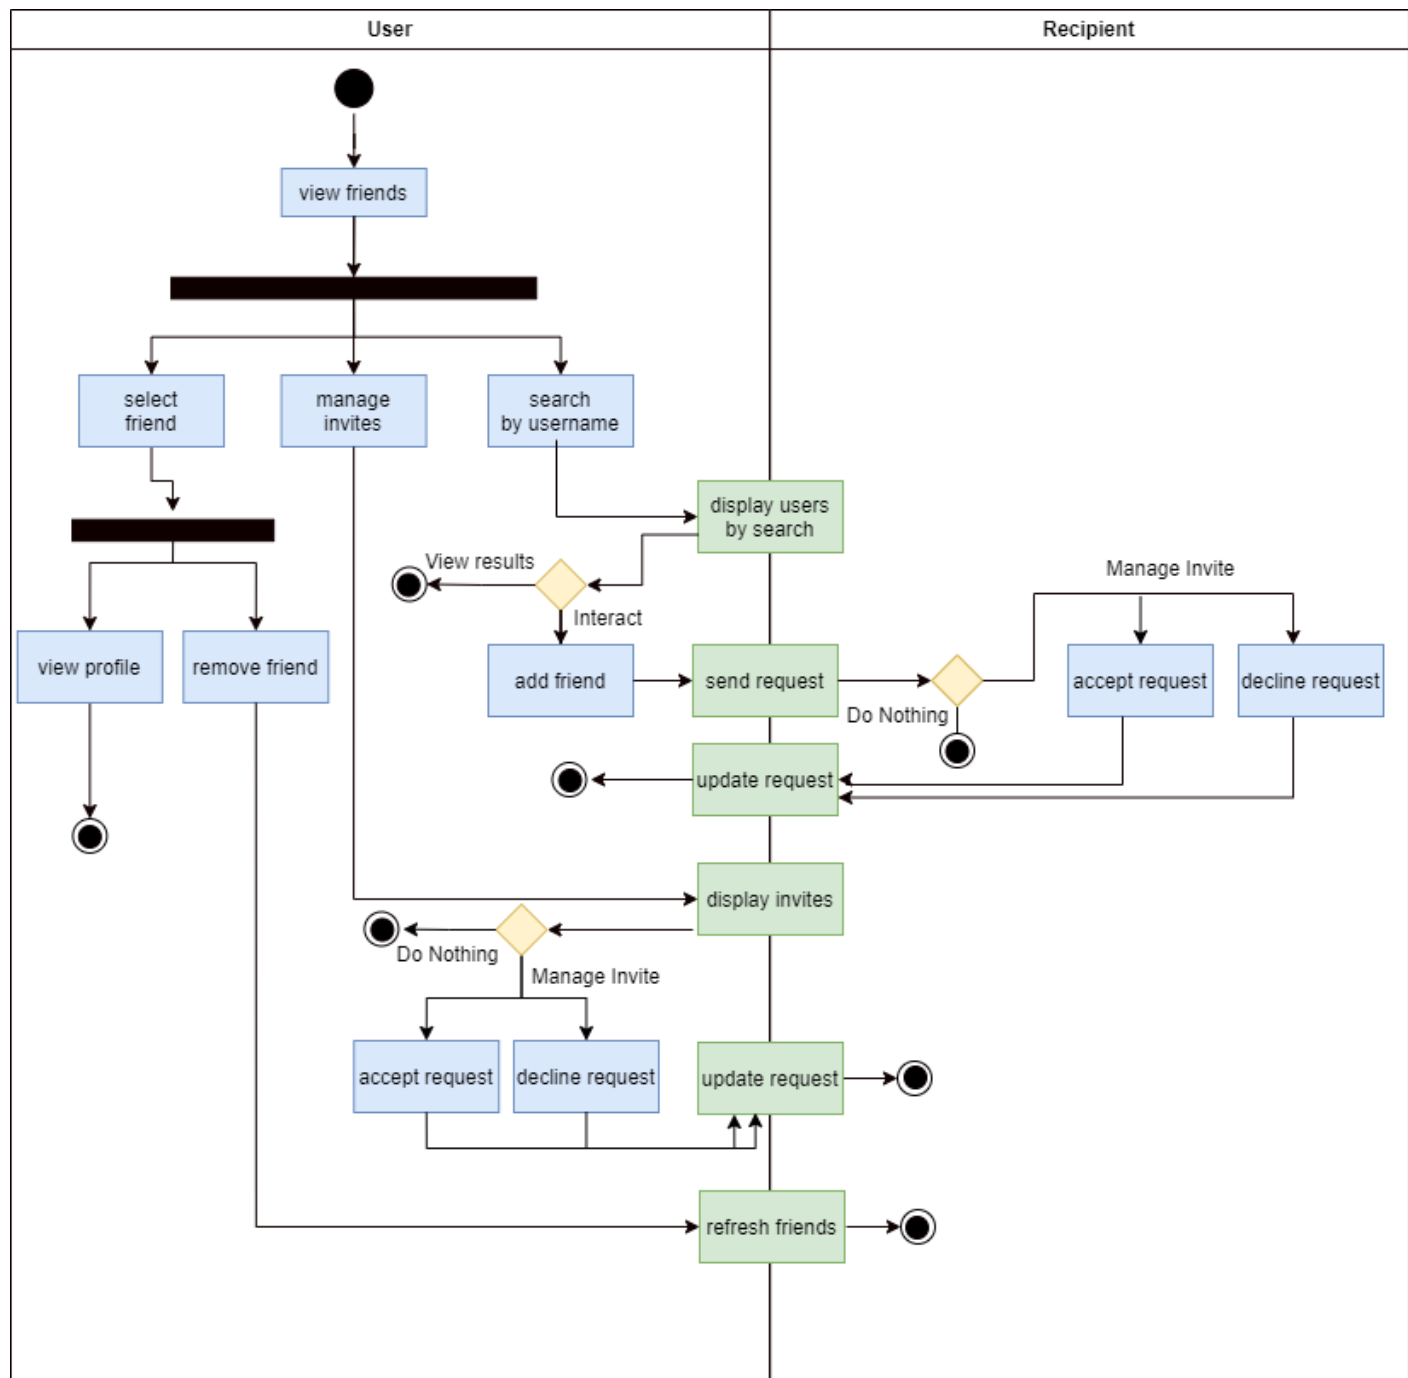 User
Recipient
view friends
select
friend
manage
invites
search
by username
display users
by search
View results
Interact
Manage Invite
view profile
remove friend
add friend
send request
Do Nothing
accept request
decline request
update request
display invites
Do Nothing
Manage Invite
accept request
decline request
update request
refresh friends